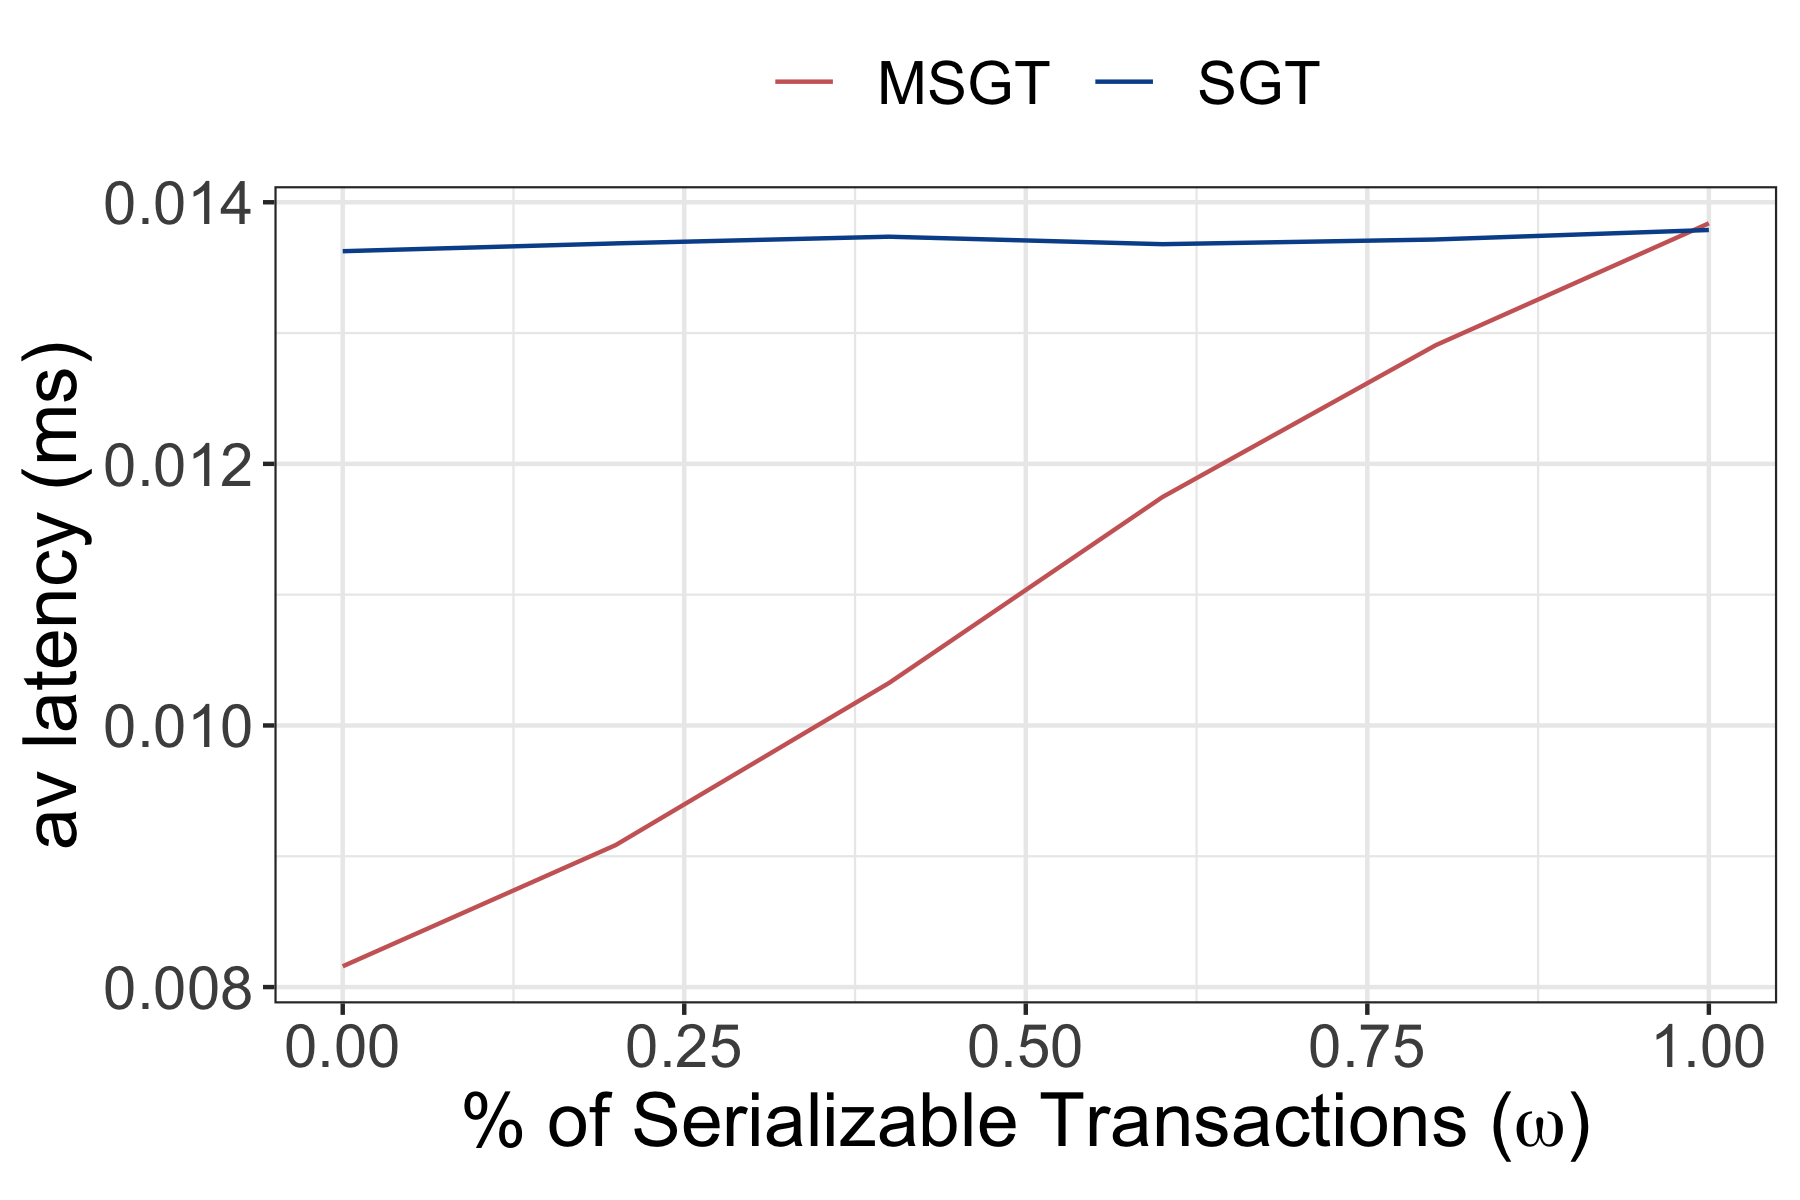 MSGT SGT
0.014
0.012
0.010
0.008
av latency (ms)
0.00 0.25 0.50 0.75 1.00
% of Serializable Transactions (ω)